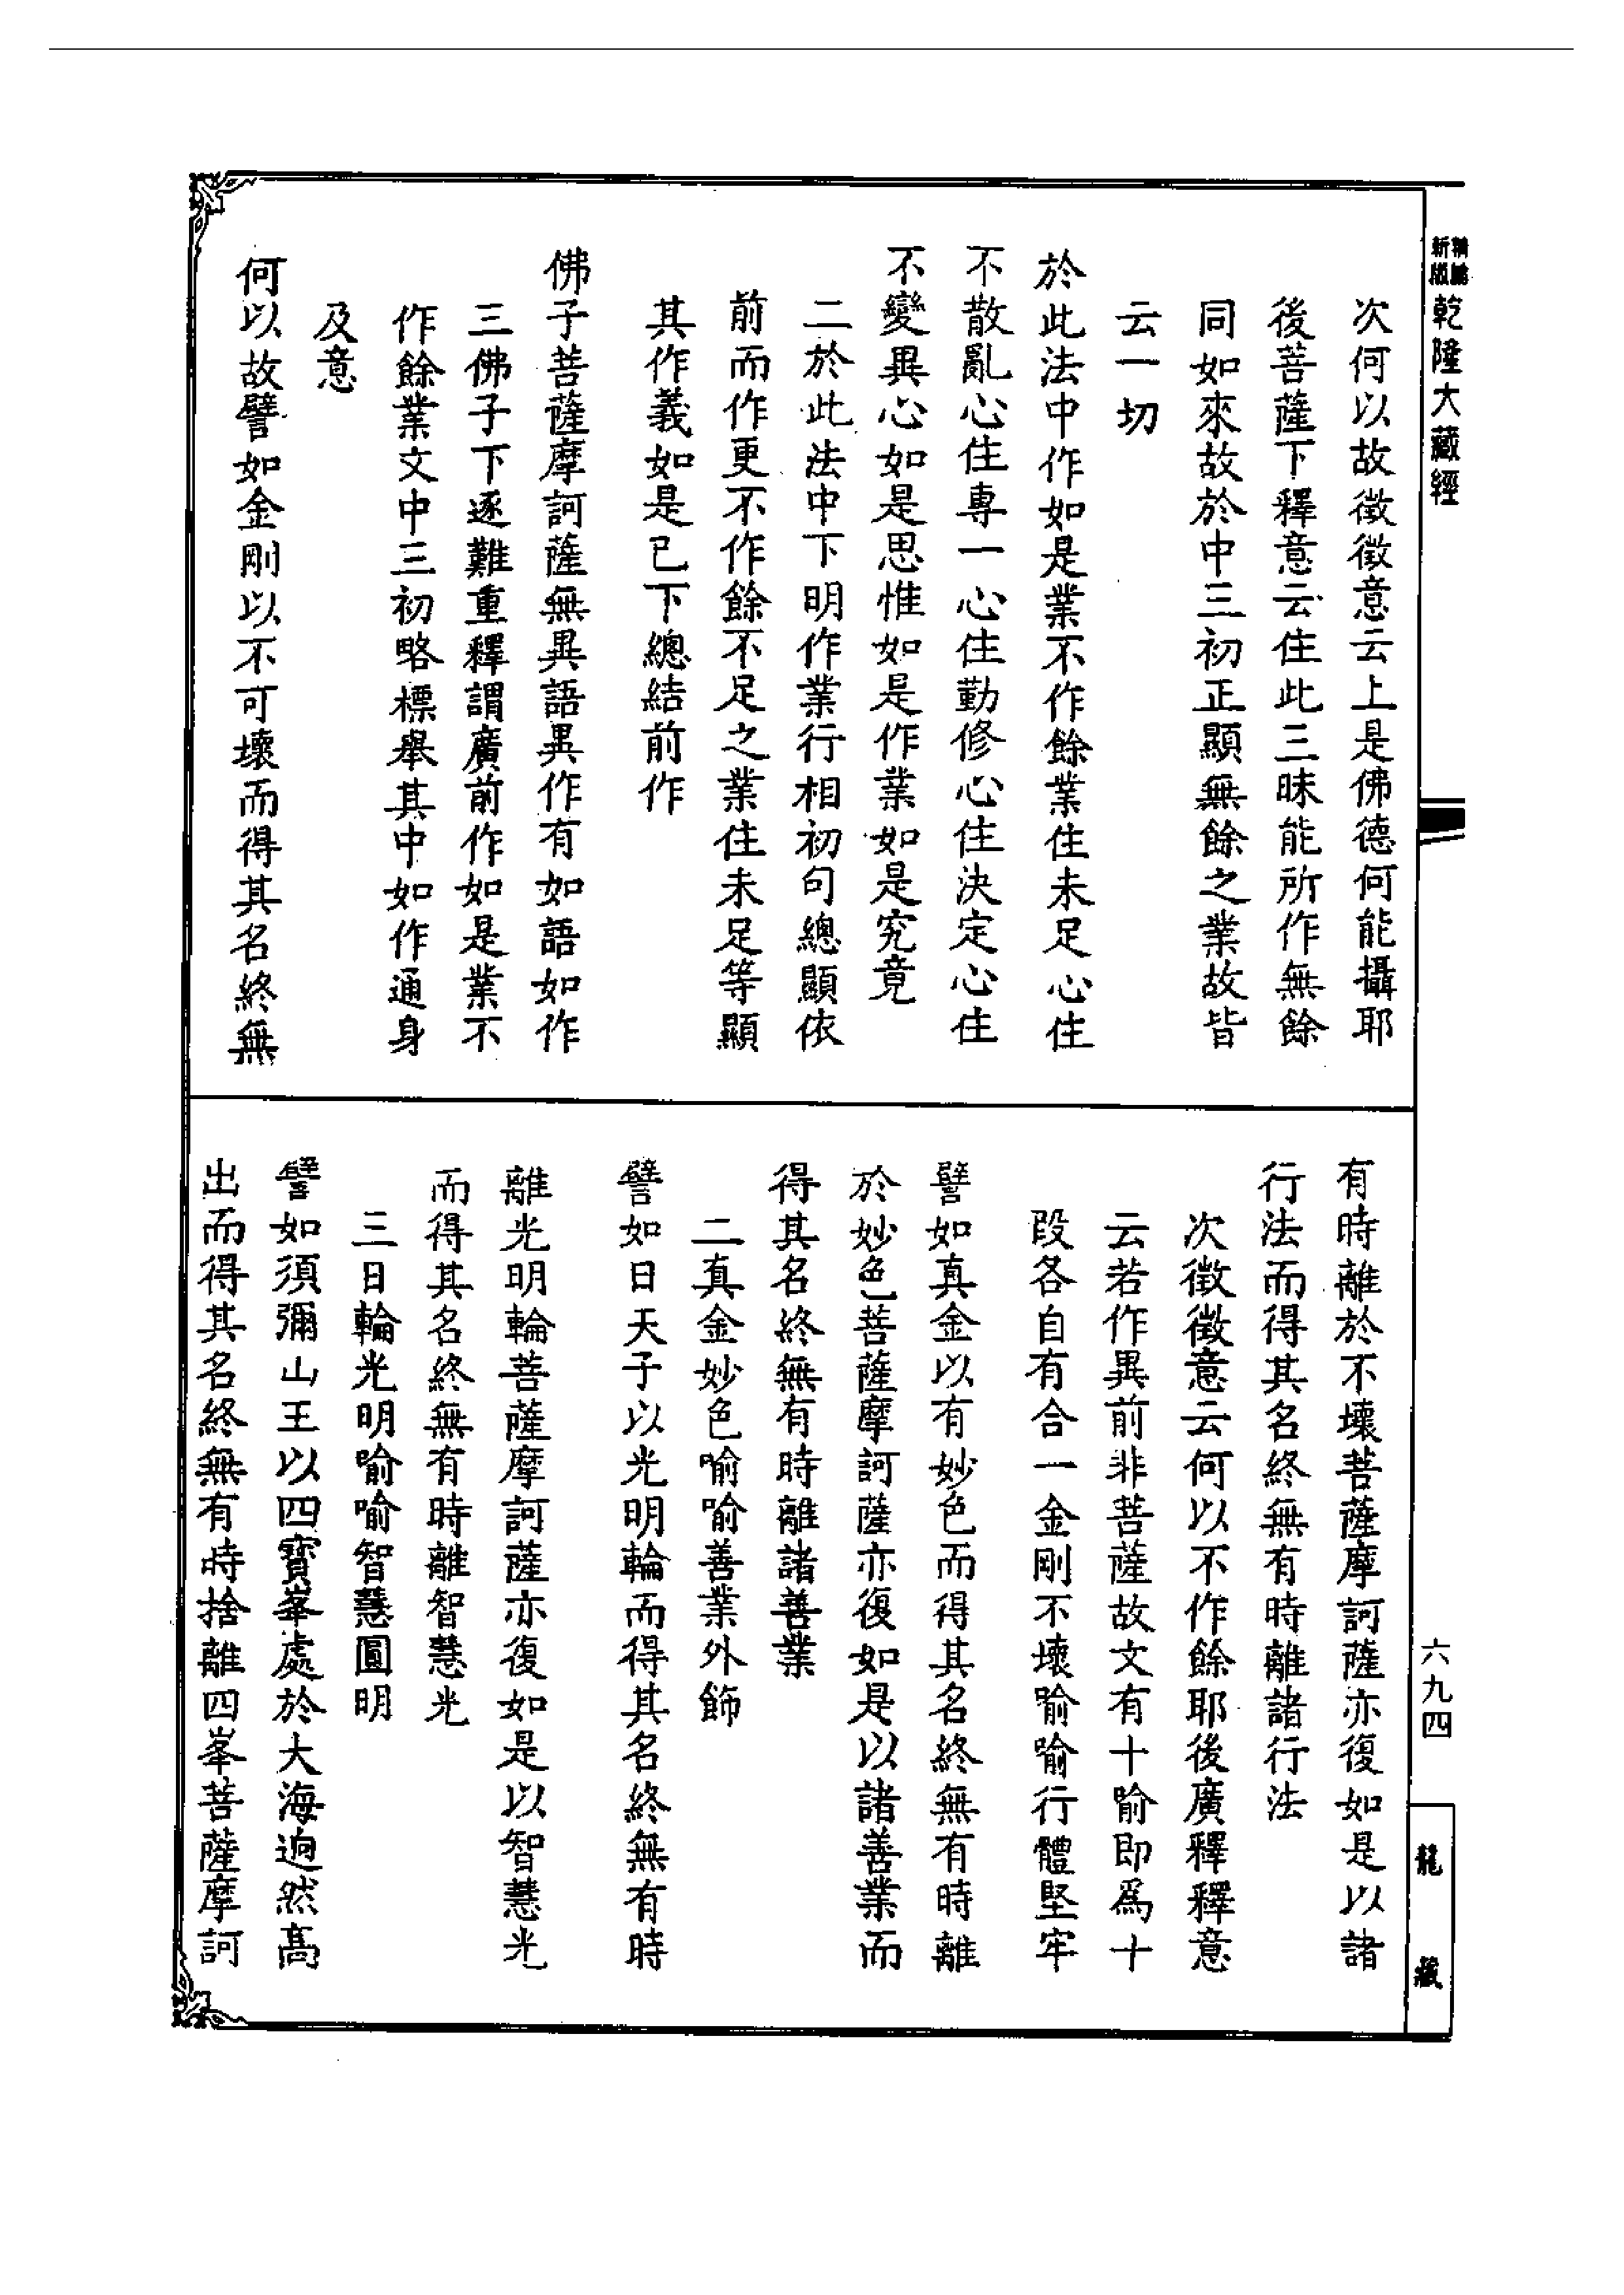 新版
精縮
乾隆大藏經
次何以故徵徵意云上是佛德何能攝耶
後菩薩下釋意云住此三昧能所作無餘
同如來故於中三初正顯無餘之業故皆
云一切
於此法中作如是業不作餘業住未足心住
不散亂心住專一心住勤修心住決定心住
不變異心如是思惟如是作業如是究竟
二於此法中下明作業行相初句總顯依
前而作更不作餘不足之業住未足等顯
其作義如是已下總結前作
佛子菩薩摩訶薩無異語異作有如語如作
三佛子下逐難重釋謂廣前作如是業不
作餘業文中三初略標舉其中如作通身
及意
何以故譬如金剛以不可壞而得其名終無
有時離於不壞菩薩摩訶薩亦復如是以諸
行法而得其名終無有時離諸行法
次徵徵意云何以不作餘耶後廣釋釋意
云若作異前非菩薩故文有十喻即為十
段各自有合一金剛不壞喻喻行體堅牢
譬如真金以有妙色而得其名終無有時離
於妙色菩薩摩訶薩亦復如是以諸善業而
得其名終無有時離諸善業
二真金妙色喻喻善業外飾
譬如日天子以光明輪而得其名終無有時
離光明輪菩薩摩訶薩亦復如是以智慧光
而得其名終無有時離智慧光
三日輪光明喻喻智慧圓明
譬如須彌山王以四寶峯處於大海逈然高
出而得其名終無有時捨離四峯菩薩摩訶
六九四
龍藏